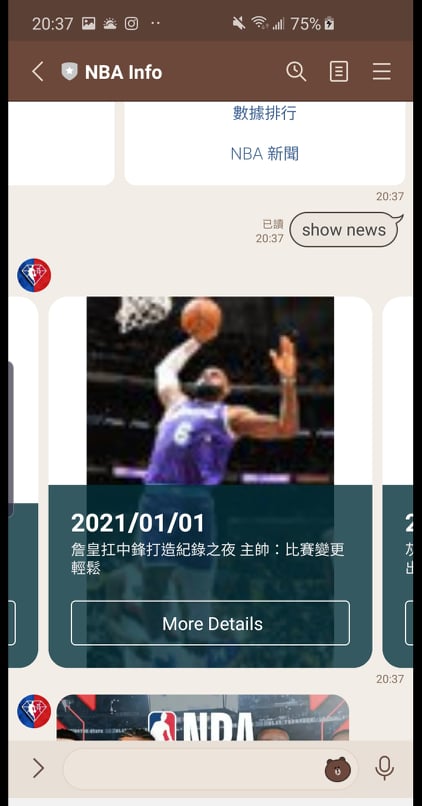 20:37 75%
NBA Info
數據排行
NBA 新聞
20:37
已讀
20:37
show news
6
2021/01/01
詹皇扛中鋒打造紀錄之夜 主帥：比賽變更
輕鬆
More Details
20:37
NBA